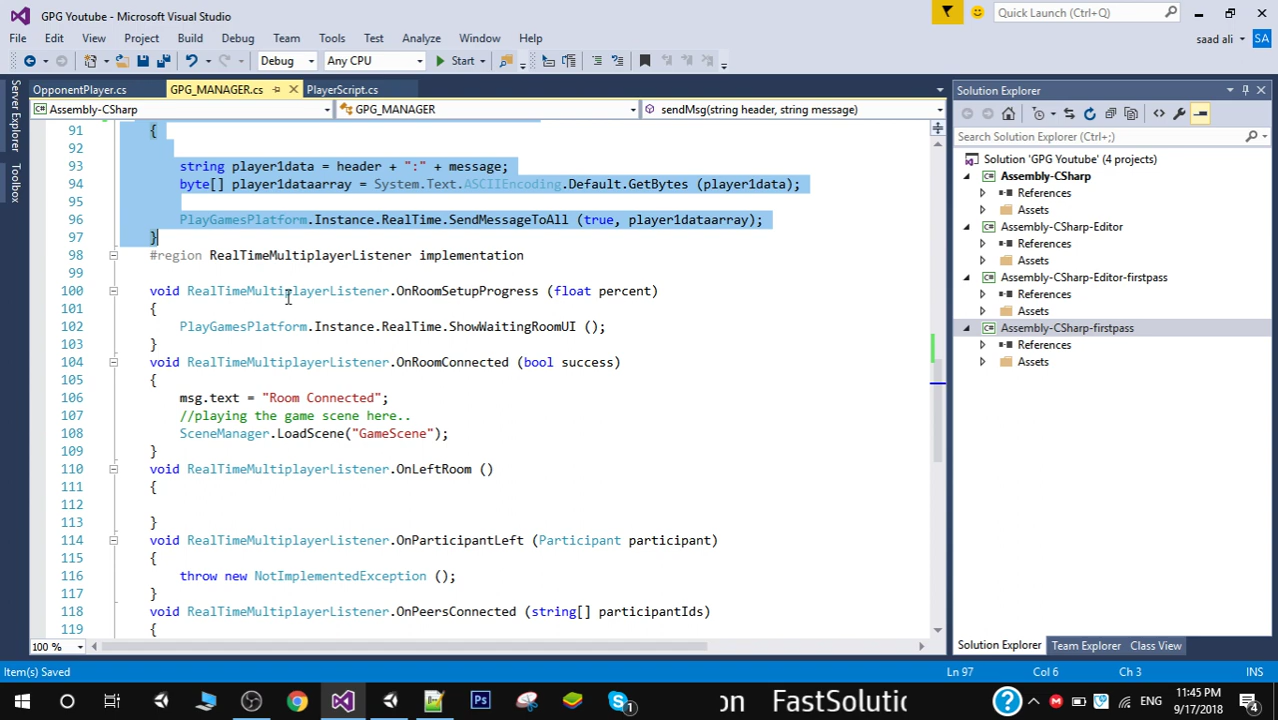 GPG Youtube - Microsoft Visual Studio
Quick Launch (Ctrl+Q)
File Edit View Project Build Debug Team Tools Test Analyze Window Help
saad ali SA
Debug Any CPU Start
Server Explorer
Toolbox
OpponentPlayer.cs GPG_MANAGER.cs PlayerScript.cs
Assembly-CSharp GPG_MANAGER sendMsg(string header, string message)
91 {
92
93 string player1data = header + ":" + message;
94 byte[] player1dataarray = System.Text.ASCIIEncoding.Default.GetBytes (player1data);
95
96 PlayGamesPlatform.Instance.RealTime.SendMessageToAll (true, player1dataarray);
97 }
98 #region RealTimeMultiplayerListener implementation
99
100 void RealTimeMultiplayerListener.OnRoomSetupProgress (float percent)
101 {
102 PlayGamesPlatform.Instance.RealTime.ShowWaitingRoomUI ();
103 }
104 void RealTimeMultiplayerListener.OnRoomConnected (bool success)
105 {
106 msg.text = "Room Connected";
107 //playing the game scene here..
108 SceneManager.LoadScene("GameScene");
109 }
110 void RealTimeMultiplayerListener.OnLeftRoom ()
111 {
112
113 }
114 void RealTimeMultiplayerListener.OnParticipantLeft (Participant participant)
115 {
116 throw new NotImplementedException ();
117 }
118 void RealTimeMultiplayerListener.OnPeersConnected (string[] participantIds)
119 {
100 %
Solution Explorer
Search Solution Explorer (Ctrl+;)
Solution 'GPG Youtube' (4 projects)
Assembly-CSharp
References
Assets
Assembly-CSharp-Editor
References
Assets
Assembly-CSharp-Editor-firstpass
References
Assets
Assembly-CSharp-firstpass
References
Assets
Solution Explorer Team Explorer Class View
Item(s) Saved Ln 97 Col 6 Ch 3 INS
Ps S 1 on FastSolutio ? M ENG 11:45 PM 9/17/2018 4